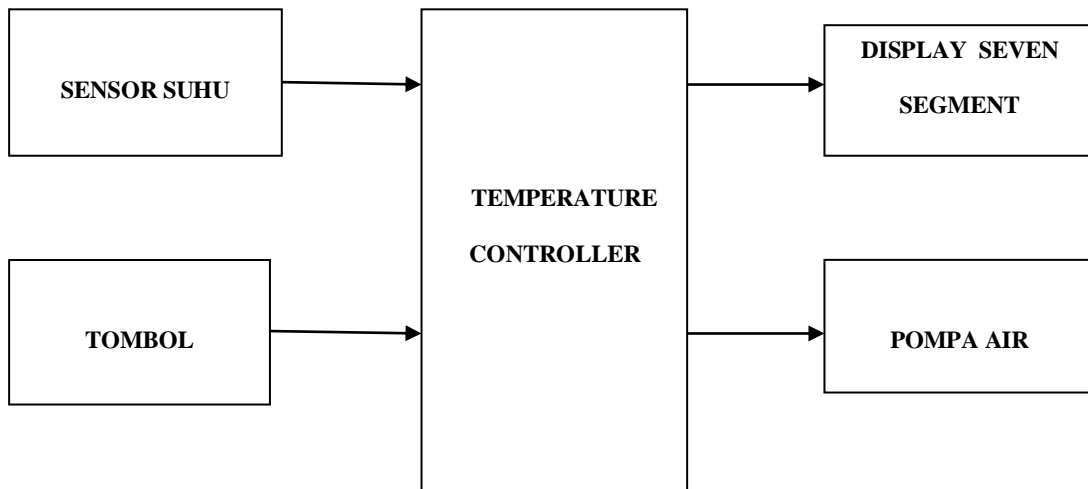 SENSOR SUHU
TOMBOL
TEMPERATURE
CONTROLLER
DISPLAY SEVEN
SEGMENT
POMPA AIR